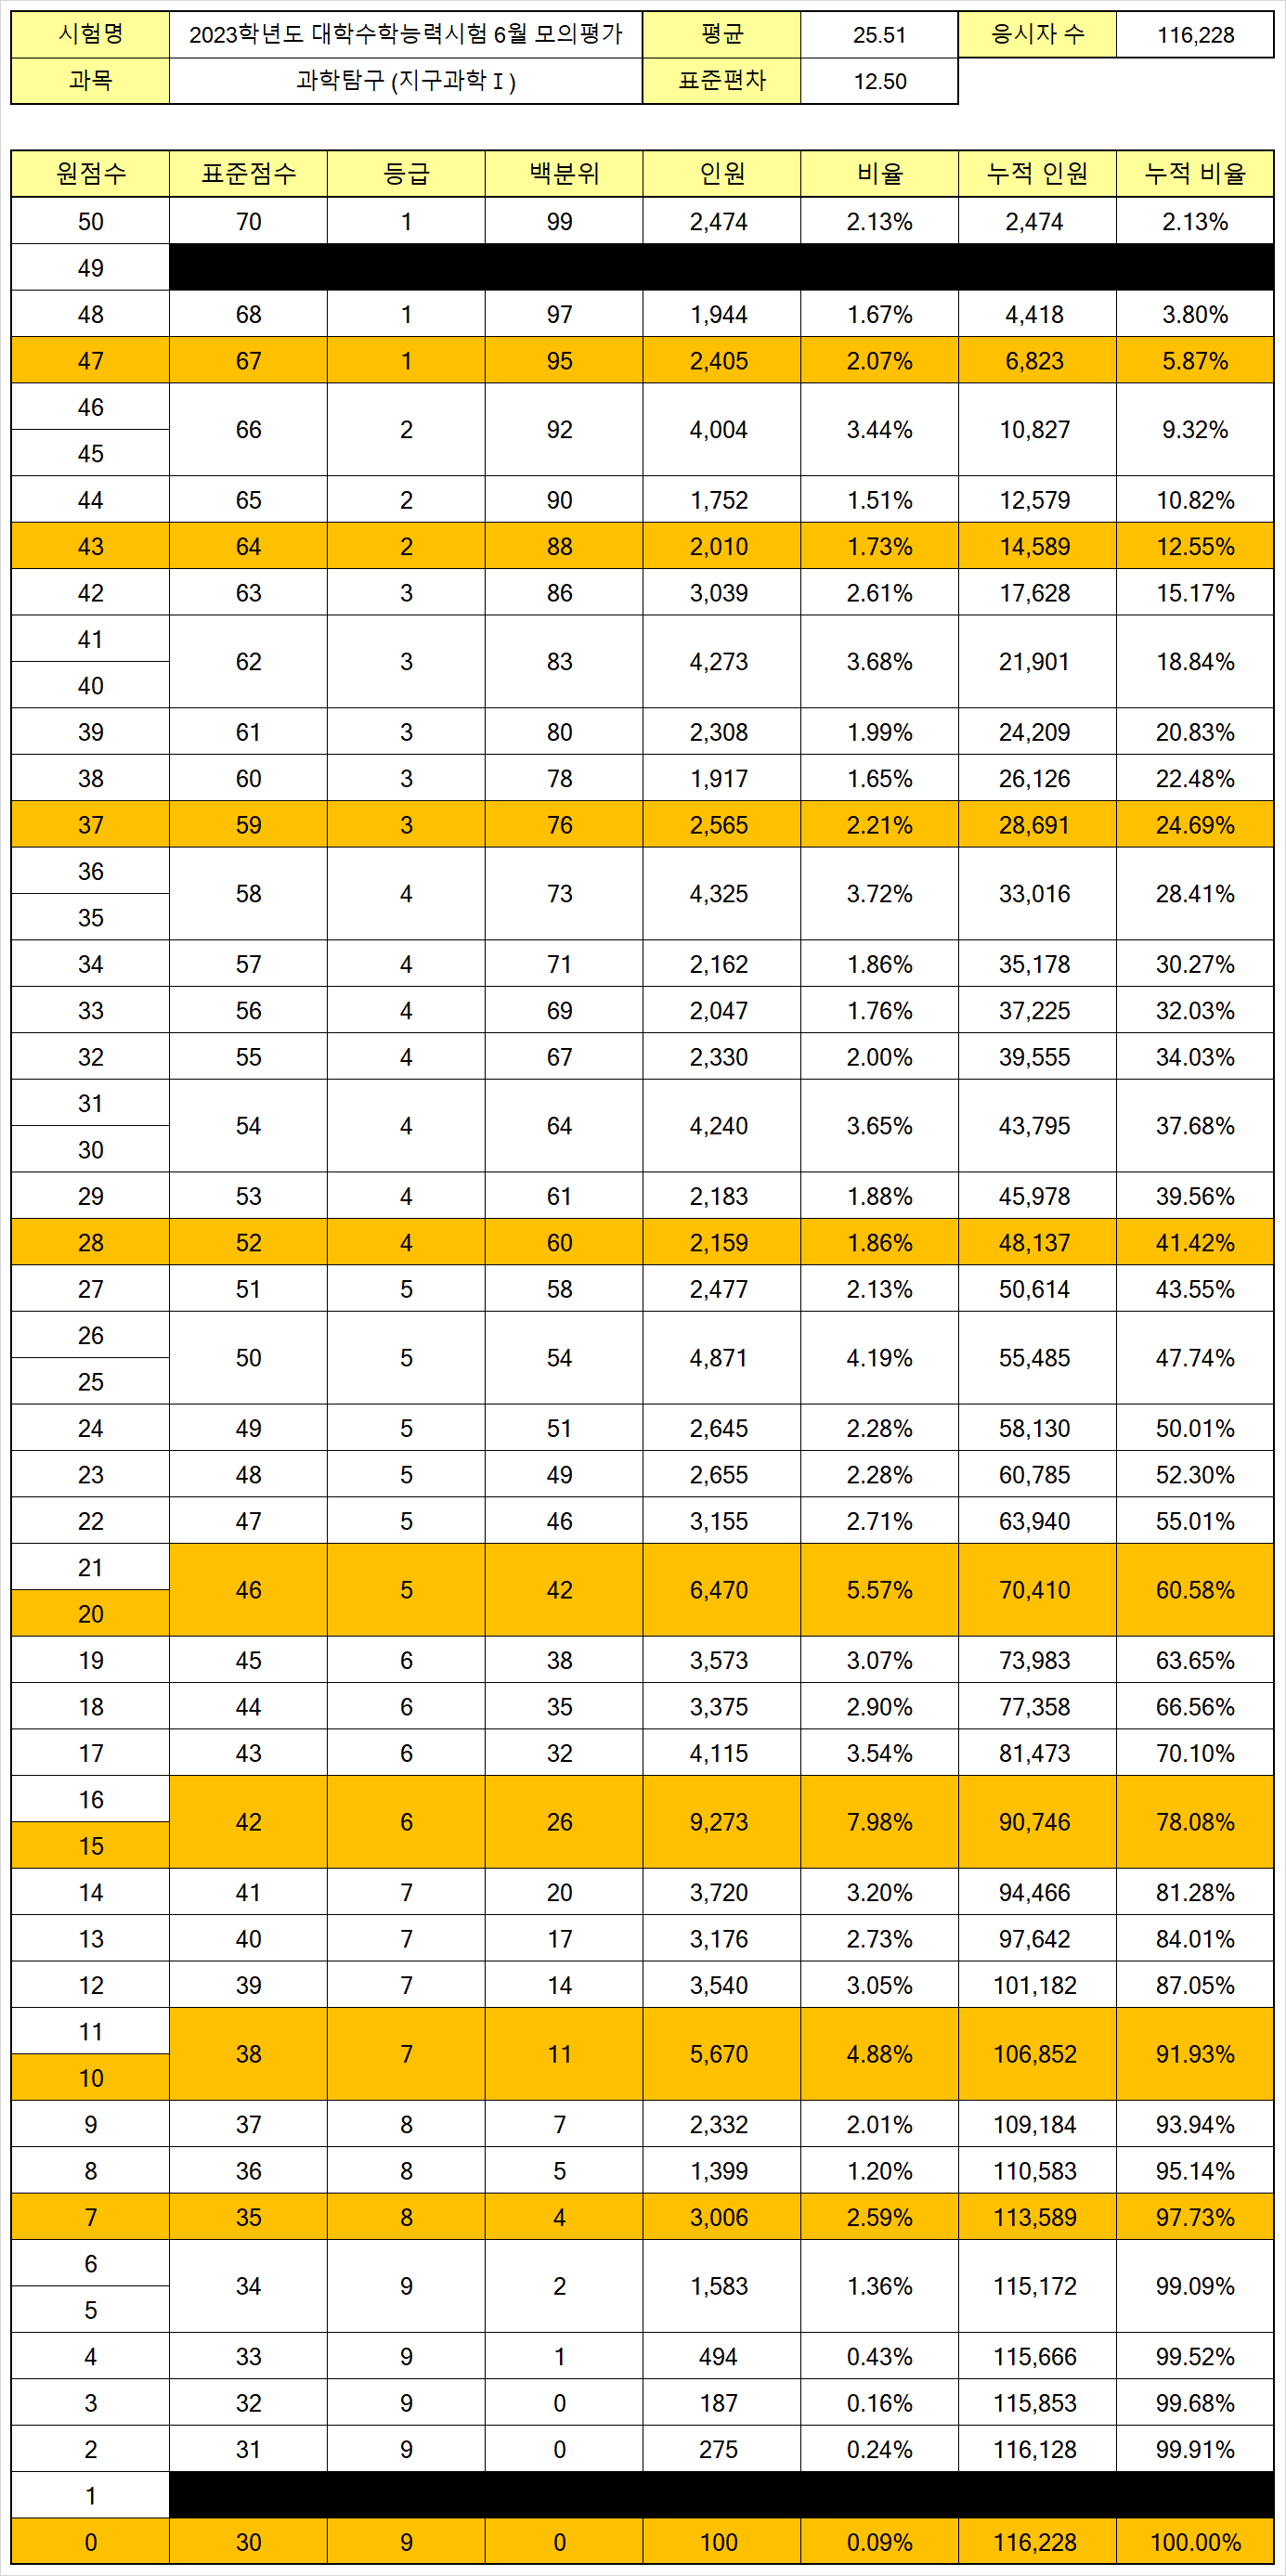 시험명 2023학년도 대학수학능력시험 6월 모의평가 평균 25.51 응시자 수 116,228
과목 과학탐구 (지구과학Ⅰ) 표준편차 12.50
원점수 표준점수 등급 백분위 인원 비율 누적 인원 누적 비율
50 70 1 99 2,474 2.13% 2,474 2.13%
49
48 68 1 97 1,944 1.67% 4,418 3.80%
47 67 1 95 2,405 2.07% 6,823 5.87%
46
66 2 92 4,004 3.44% 10,827 9.32%
45
44 65 2 90 1,752 1.51% 12,579 10.82%
43 64 2 88 2,010 1.73% 14,589 12.55%
42 63 3 86 3,039 2.61% 17,628 15.17%
41
62 3 83 4,273 3.68% 21,901 18.84%
40
39 61 3 80 2,308 1.99% 24,209 20.83%
38 60 3 78 1,917 1.65% 26,126 22.48%
37 59 3 76 2,565 2.21% 28,691 24.69%
36
58 4 73 4,325 3.72% 33,016 28.41%
35
34 57 4 71 2,162 1.86% 35,178 30.27%
33 56 4 69 2,047 1.76% 37,225 32.03%
32 55 4 67 2,330 2.00% 39,555 34.03%
31
54 4 64 4,240 3.65% 43,795 37.68%
30
29 53 4 61 2,183 1.88% 45,978 39.56%
28 52 4 60 2,159 1.86% 48,137 41.42%
27 51 5 58 2,477 2.13% 50,614 43.55%
26
50 5 54 4,871 4.19% 55,485 47.74%
25
24 49 5 51 2,645 2.28% 58,130 50.01%
23 48 5 49 2,655 2.28% 60,785 52.30%
22 47 5 46 3,155 2.71% 63,940 55.01%
21
46 5 42 6,470 5.57% 70,410 60.58%
20
19 45 6 38 3,573 3.07% 73,983 63.65%
18 44 6 35 3,375 2.90% 77,358 66.56%
17 43 6 32 4,115 3.54% 81,473 70.10%
16
42 6 26 9,273 7.98% 90,746 78.08%
15
14 41 7 20 3,720 3.20% 94,466 81.28%
13 40 7 17 3,176 2.73% 97,642 84.01%
12 39 7 14 3,540 3.05% 101,182 87.05%
11
38 7 11 5,670 4.88% 106,852 91.93%
10
9 37 8 7 2,332 2.01% 109,184 93.94%
8 36 8 5 1,399 1.20% 110,583 95.14%
7 35 8 4 3,006 2.59% 113,589 97.73%
6
34 9 2 1,583 1.36% 115,172 99.09%
5
4 33 9 1 494 0.43% 115,666 99.52%
3 32 9 0 187 0.16% 115,853 99.68%
2 31 9 0 275 0.24% 116,128 99.91%
1
0 30 9 0 100 0.09% 116,228 100.00%